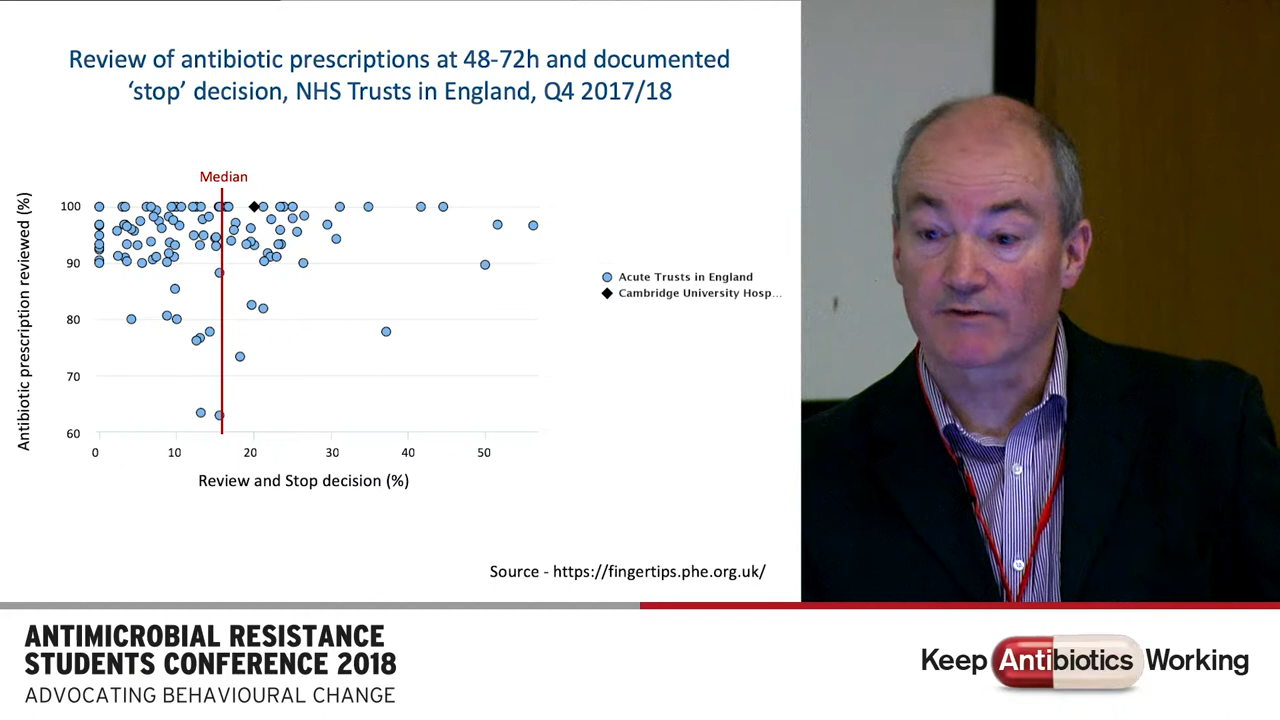 Review of antibiotic prescriptions at 48-72h and documented
‘stop’ decision, NHS Trusts in England, Q4 2017/18
Median
Antibiotic prescription reviewed (%)
100
90
80
70
60
0 10 20 30 40 50
Review and Stop decision (%)
Acute Trusts in England
Cambridge University Hosp...
Source - https://fingertips.phe.org.uk/
ANTIMICROBIAL RESISTANCE
STUDENTS CONFERENCE 2018
ADVOCATING BEHAVIOURAL CHANGE
Keep Antibiotics Working